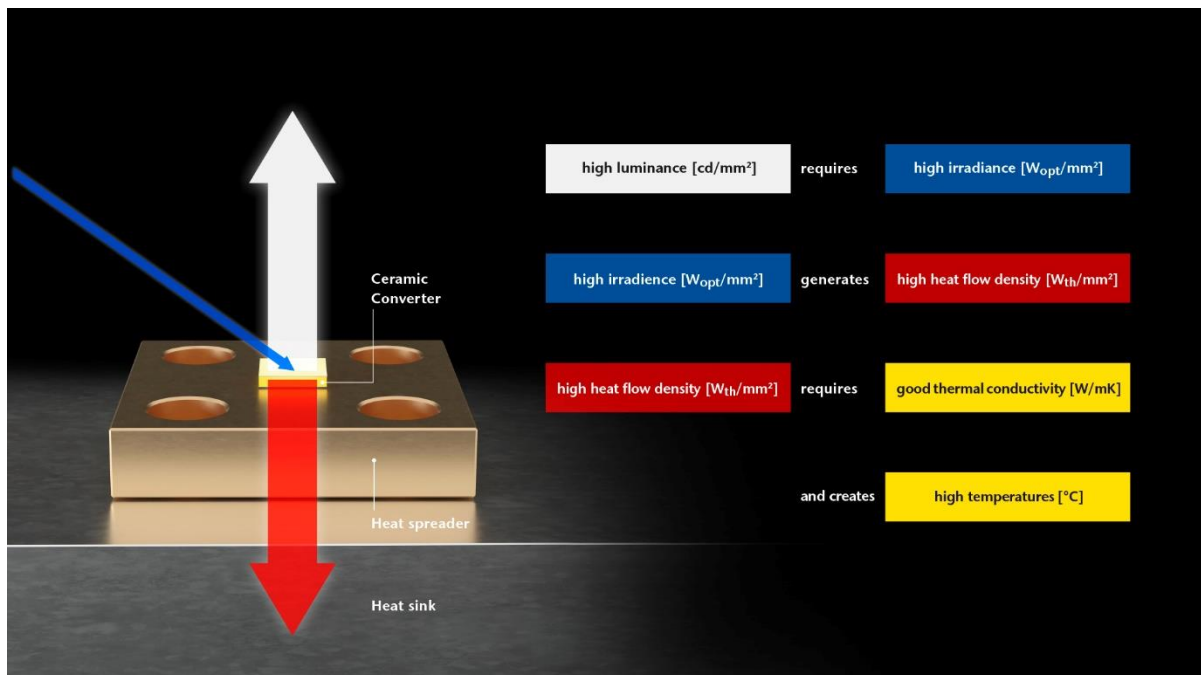 high luminance [cd/mm²] requires high irradiance [Wopt/mm²]
Ceramic
Converter
high irradience [Wopt/mm²] generates high heat flow density [Wth/mm²]
high heat flow density [Wth/mm²] requires good thermal conductivity [W/mK]
and creates high temperatures [°C]
Heat spreader
Heat sink